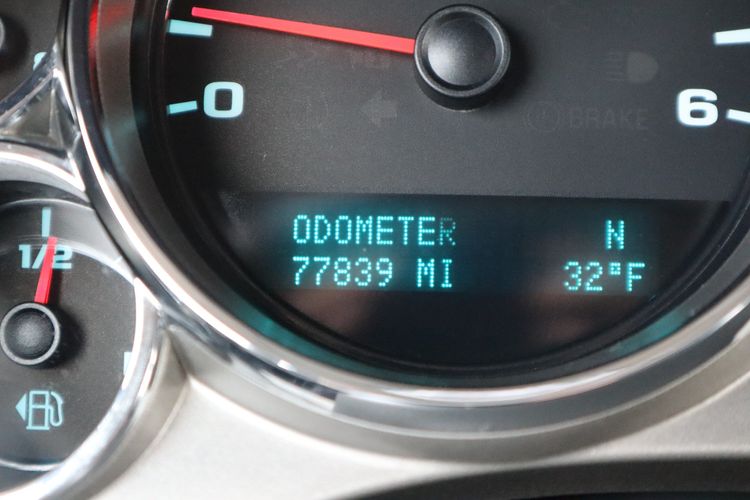 0
6
BRAKE
ODOMETER N
77839 MI 32°F
1/2